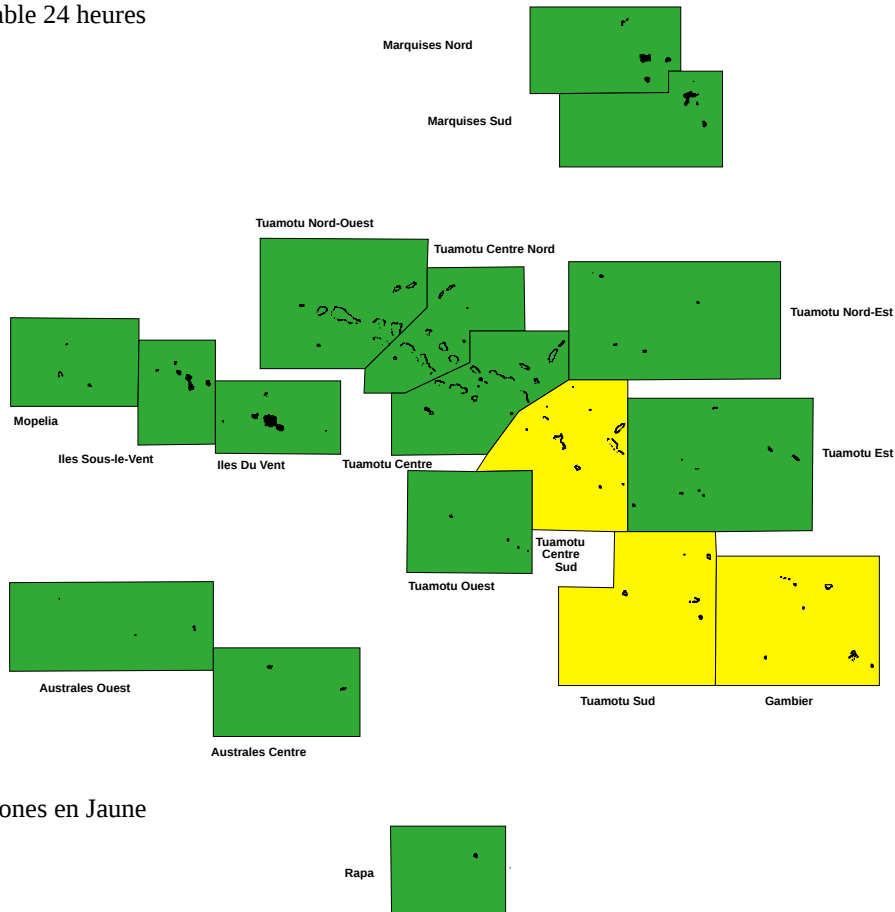 able 24 heures
Marquises Nord
Marquises Sud
Tuamotu Nord-Ouest
Tuamotu Centre Nord
Tuamotu Nord-Est
Mopelia
Iles Sous-le-Vent
Iles Du Vent
Tuamotu Centre
Tuamotu Est
Tuamotu
Centre
Sud
Tuamotu Ouest
Australes Ouest
Tuamotu Sud
Gambier
Australes Centre
ones en Jaune
Rapa